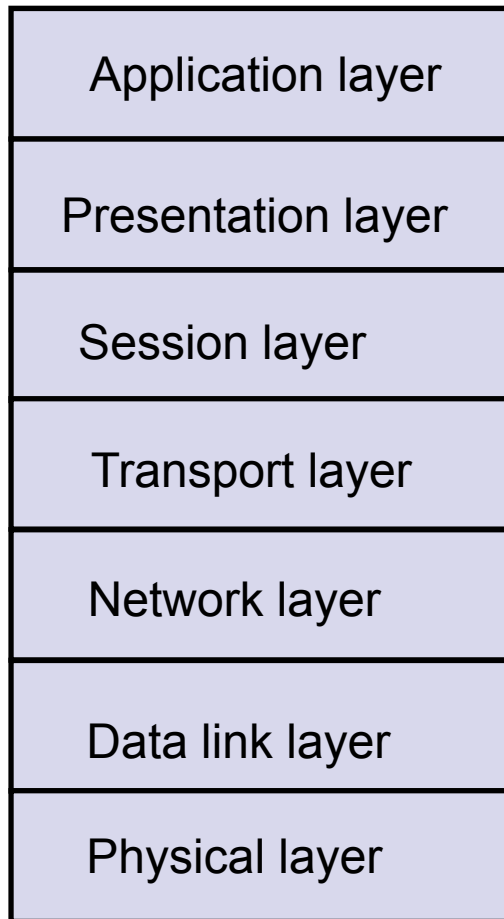 Application layer
Presentation layer
Session layer
Transport layer
Network layer
Data link layer
Physical layer